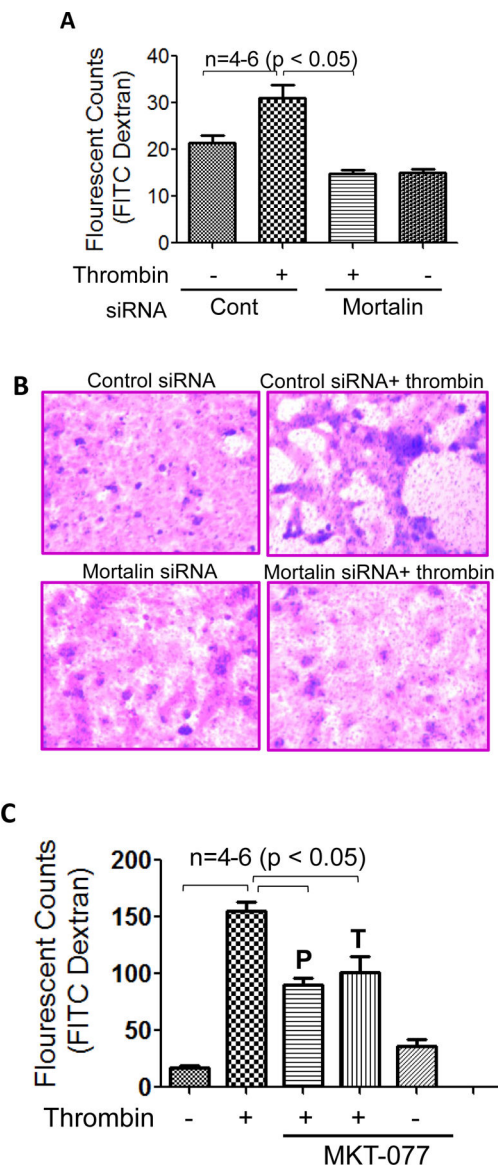 A
n=4-6 (p < 0.05)
Flourescent Counts
(FITC Dextran)
40
30
20
10
0
Thrombin - + + -
siRNA Cont Mortalin
B
Control siRNA Control siRNA+ thrombin
Mortalin siRNA Mortalin siRNA+ thrombin
C
n=4-6 (p < 0.05)
Flourescent Counts
(FITC Dextran)
200
150
100
50
0
P T
Thrombin - + + + -
MKT-077